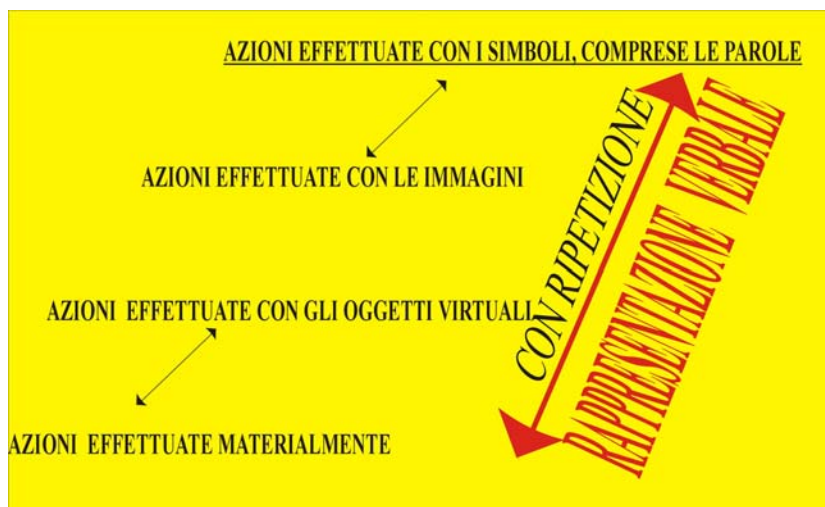 AZIONI EFFETTUATE CON I SIMBOLI, COMPRESE LE PAROLE
AZIONI EFFETTUATE CON LE IMMAGINI
AZIONI EFFETTUATE CON GLI OGGETTI VIRTUALI
AZIONI EFFETTUATE MATERIALMENTE
CON RIPETIZIONE
RAPPPRESENTAZIONE VERBALE